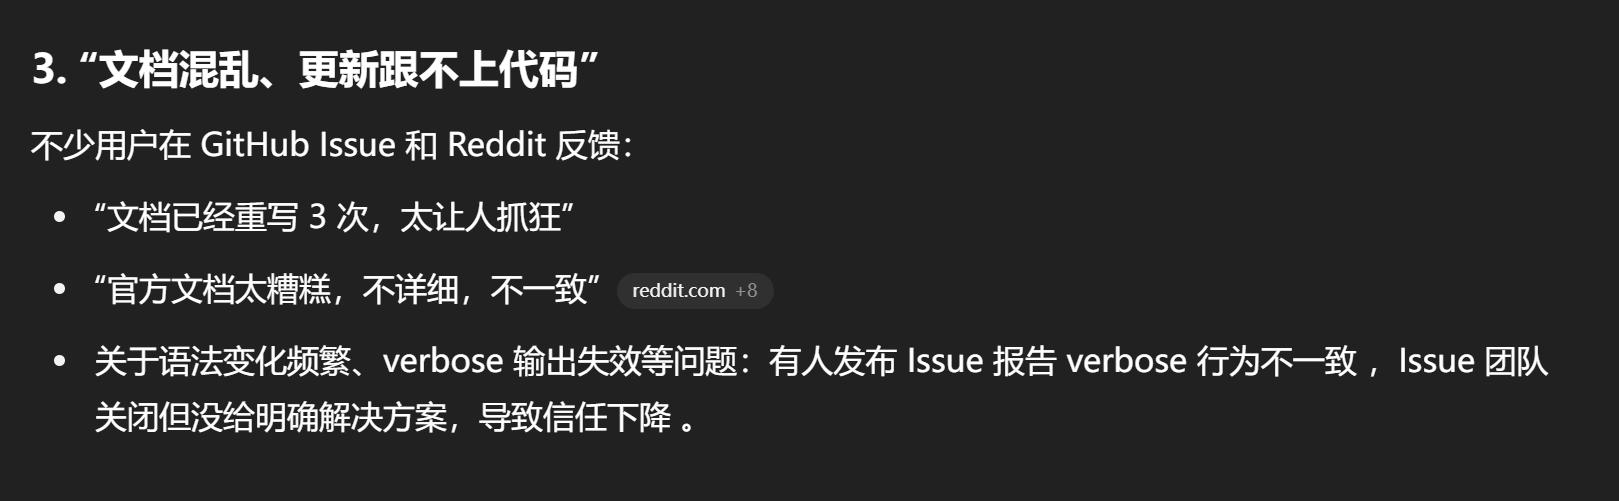 3. “文档混乱、更新跟不上代码”
不少用户在 GitHub Issue 和 Reddit 反馈：
• “文档已经重写 3 次，太让人抓狂”
• “官方文档太糟糕，不详细，不一致” reddit.com +8
• 关于语法变化频繁、verbose 输出失效等问题：有人发布 Issue 报告 verbose 行为不一致 ，Issue 团队
关闭但没给明确解决方案，导致信任下降 。